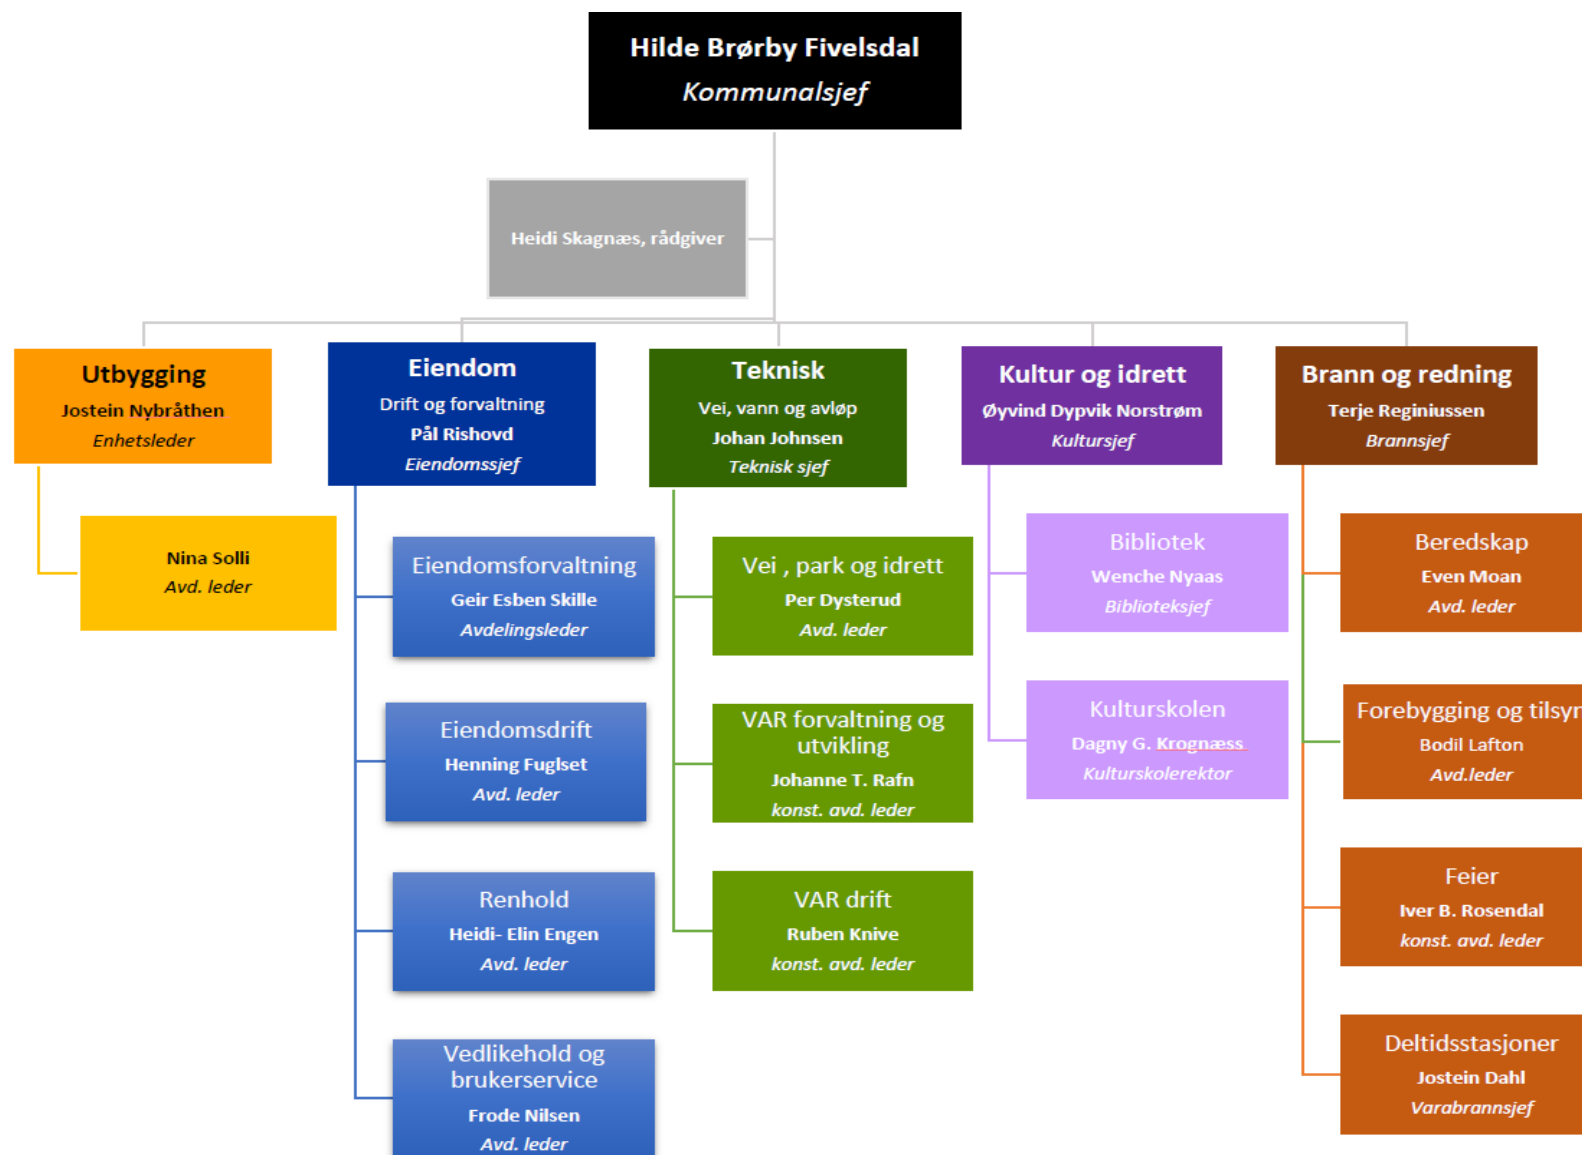 Hilde Brørby Fivelsdal
Kommunalsjef
Heidi Skagnæs, rådgiver
Utbygging
Jostein Nybråthen
Enhetsleder
Nina Solli
Avd. leder
Eiendom
Drift og forvaltning
Pål Rishovd
Eiendomssjef
Eiendomsforvaltning
Geir Esben Skille
Avdelingsleder
Eiendomsdrift
Henning Fuglset
Avd. leder
Renhold
Heidi- Elin Engen
Avd. leder
Vedlikehold og
brukerservice
Frode Nilsen
Avd. leder
Teknisk
Vei, vann og avløp
Johan Johnsen
Teknisk sjef
Vei , park og idrett
Per Dysterud
Avd. leder
VAR forvaltning og
utvikling
Johanne T. Rafn
konst. avd. leder
VAR drift
Ruben Knive
konst. avd. leder
Kultur og idrett
Øyvind Dypvik Norstrøm
Kultursjef
Bibliotek
Wenche Nyaas
Biblioteksjef
Kulturskolen
Dagny G. Krognæss
Kulturskolerektor
Brann og redning
Terje Reginiussen
Brannsjef
Beredskap
Even Moan
Avd. leder
Forebygging og tilsyn
Bodil Lafton
Avd.leder
Feier
Iver B. Rosendal
konst. avd. leder
Deltidsstasjoner
Jostein Dahl
Varabrannsjef